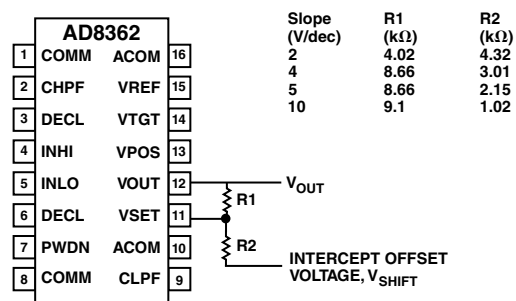 AD8362
1 COMM ACOM 16
2 CHPF VREF 15
3 DECL VTGT 14
4 INHI VPOS 13
5 INLO VOUT 12
6 DECL VSET 11
7 PWDN ACOM 10
8 COMM CLPF 9
Slope R1 R2
(V/dec) (kΩ) (kΩ)
2 4.02 4.32
4 8.66 3.01
5 8.66 2.15
10 9.1 1.02
VOUT
R1
R2
INTERCEPT OFFSET
VOLTAGE, VSHIFT